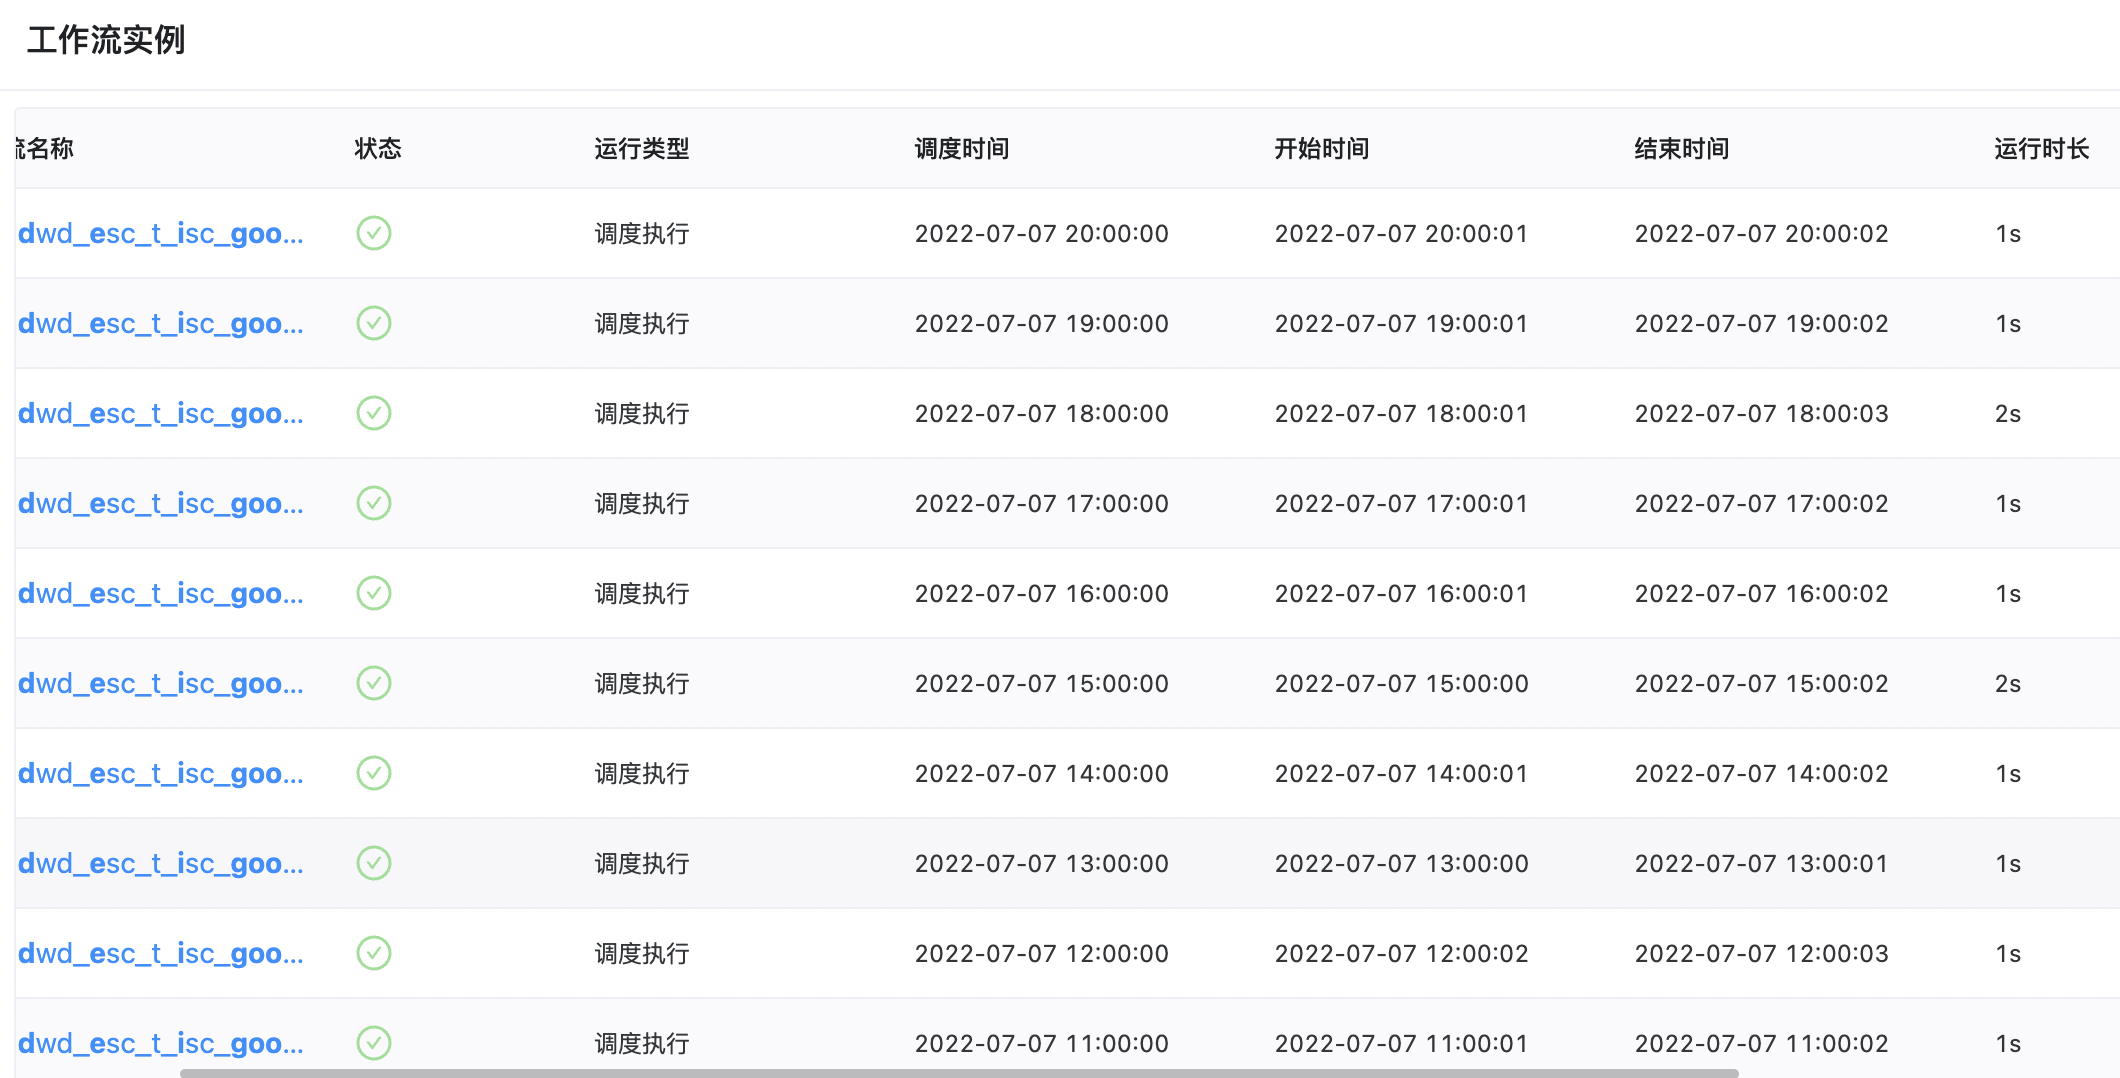 工作流实例
流名称 状态 运行类型 调度时间 开始时间 结束时间 运行时长
dwd_esc_t_isc_goo... 调度执行 2022-07-07 20:00:00 2022-07-07 20:00:01 2022-07-07 20:00:02 1s
dwd_esc_t_isc_goo... 调度执行 2022-07-07 19:00:00 2022-07-07 19:00:01 2022-07-07 19:00:02 1s
dwd_esc_t_isc_goo... 调度执行 2022-07-07 18:00:00 2022-07-07 18:00:01 2022-07-07 18:00:03 2s
dwd_esc_t_isc_goo... 调度执行 2022-07-07 17:00:00 2022-07-07 17:00:01 2022-07-07 17:00:02 1s
dwd_esc_t_isc_goo... 调度执行 2022-07-07 16:00:00 2022-07-07 16:00:01 2022-07-07 16:00:02 1s
dwd_esc_t_isc_goo... 调度执行 2022-07-07 15:00:00 2022-07-07 15:00:00 2022-07-07 15:00:02 2s
dwd_esc_t_isc_goo... 调度执行 2022-07-07 14:00:00 2022-07-07 14:00:01 2022-07-07 14:00:02 1s
dwd_esc_t_isc_goo... 调度执行 2022-07-07 13:00:00 2022-07-07 13:00:00 2022-07-07 13:00:01 1s
dwd_esc_t_isc_goo... 调度执行 2022-07-07 12:00:00 2022-07-07 12:00:02 2022-07-07 12:00:03 1s
dwd_esc_t_isc_goo... 调度执行 2022-07-07 11:00:00 2022-07-07 11:00:01 2022-07-07 11:00:02 1s